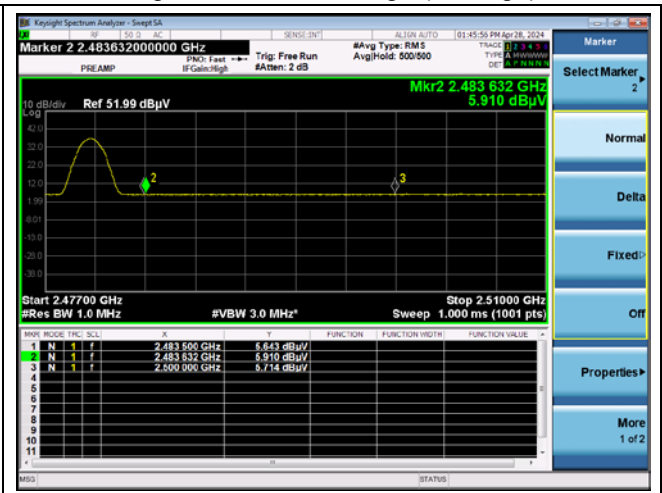 Keysight Spectrum Analyzer - Swept SA
RF 50 Ω AC SENSE:INT ALIGN AUTO 01:45:56 PM Apr 28, 2024
Marker 2 2.483632000000 GHz
PREAMP
PNO: Fast
IFGain:High
Trig: Free Run
#Atten: 2 dB
#Avg Type: RMS
Avg|Hold: 500/500
TRACE 1 2 3 4 5 6
TYPE A
DET A P N N N N
Mkr2 2.483 632 GHz
5.910 dBµV
10 dB/div Ref 51.99 dBµV
Log
42.0
32.0
22.0
12.0
1.99
-8.01
-18.0
-28.0
-38.0
2
3
Start 2.47700 GHz Stop 2.51000 GHz
#Res BW 1.0 MHz #VBW 3.0 MHz* Sweep 1.000 ms (1001 pts)
MKR MODE TRC SCL X Y FUNCTION FUNCTION WIDTH FUNCTION VALUE
1 N 1 f 2.483 500 GHz 5.643 dBµV
2 N 1 f 2.483 632 GHz 5.910 dBµV
3 N 1 f 2.500 000 GHz 5.714 dBµV
4
5
6
7
8
9
10
11
MSG STATUS
Marker
Select Marker
2
Normal
Delta
Fixed
Off
Properties
More
1 of 2